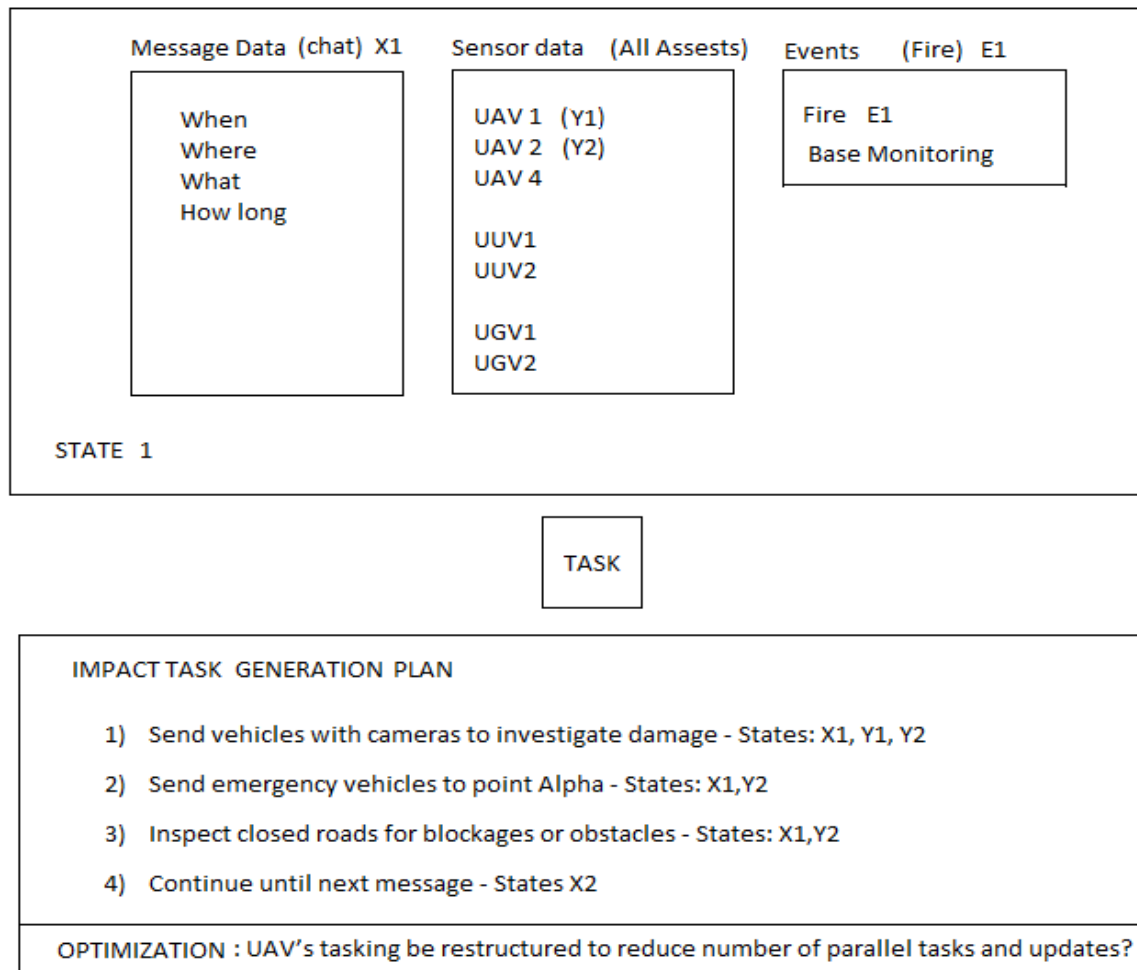 Message Data (chat) X1
When
Where
What
How long
Sensor data (All Assests)
UAV 1 (Y1)
UAV 2 (Y2)
UAV 4
UUV1
UUV2
UGV1
UGV2
Events (Fire) E1
Fire E1
Base Monitoring
STATE 1
TASK
IMPACT TASK GENERATION PLAN
1) Send vehicles with cameras to investigate damage - States: X1, Y1, Y2
2) Send emergency vehicles to point Alpha - States: X1,Y2
3) Inspect closed roads for blockages or obstacles - States: X1,Y2
4) Continue until next message - States X2
OPTIMIZATION : UAV's tasking be restructured to reduce number of parallel tasks and updates?